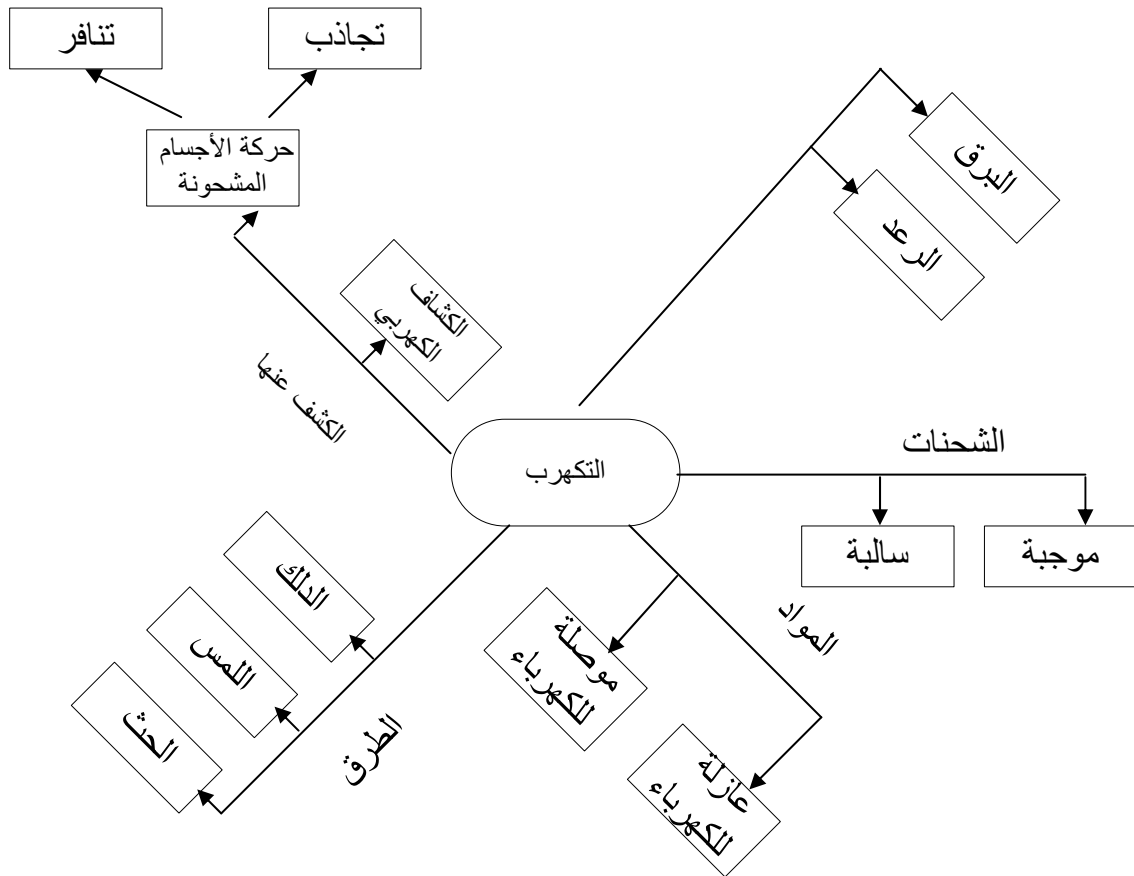 تنافر
تجاذب
حركة الأجسام
المشحونة
البرق
الرعد
الكشاف
الكهربي
الكشف عنها
التكهرب
الشحنات
سالبة
موجبة
المواد
موصلة
للكهرباء
عازلة
للكهرباء
الدلك
اللمس
الحث
الطرق